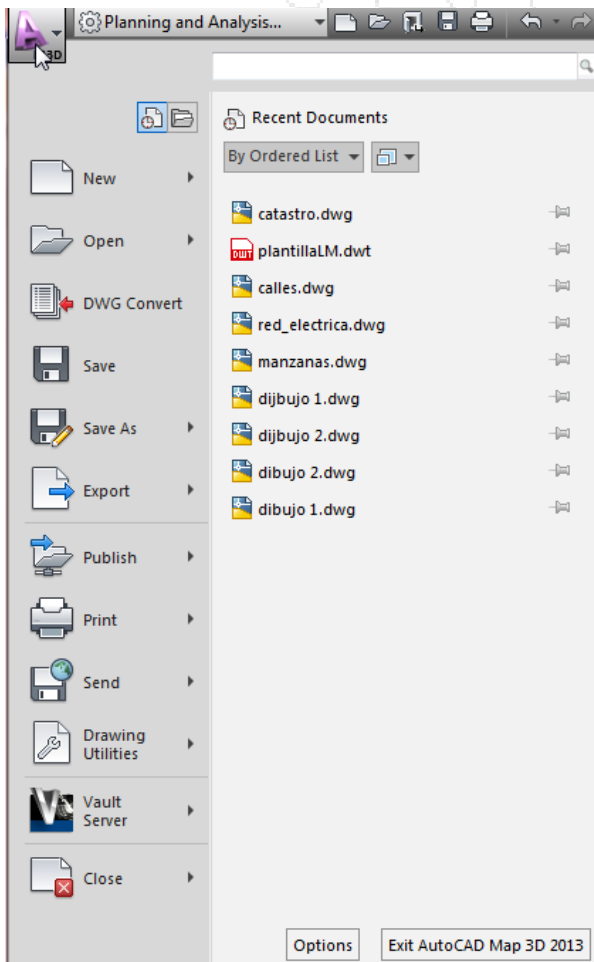 Planning and Analysis...
3D
Recent Documents
By Ordered List
New
Open
DWG Convert
Save
Save As
Export
Publish
Print
Send
Drawing
Utilities
Vault
Server
Close
catastro.dwg
DWT plantillaLM.dwt
calles.dwg
red_electrica.dwg
manzanas.dwg
dijbujo 1.dwg
dijbujo 2.dwg
dibujo 2.dwg
dibujo 1.dwg
Options
Exit AutoCAD Map 3D 2013